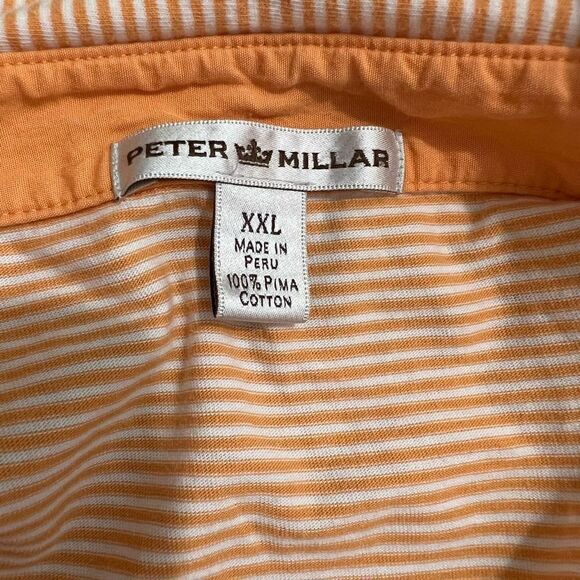 PETER MILLAR
XXL
MADE IN
PERU
100% PIMA
COTTON